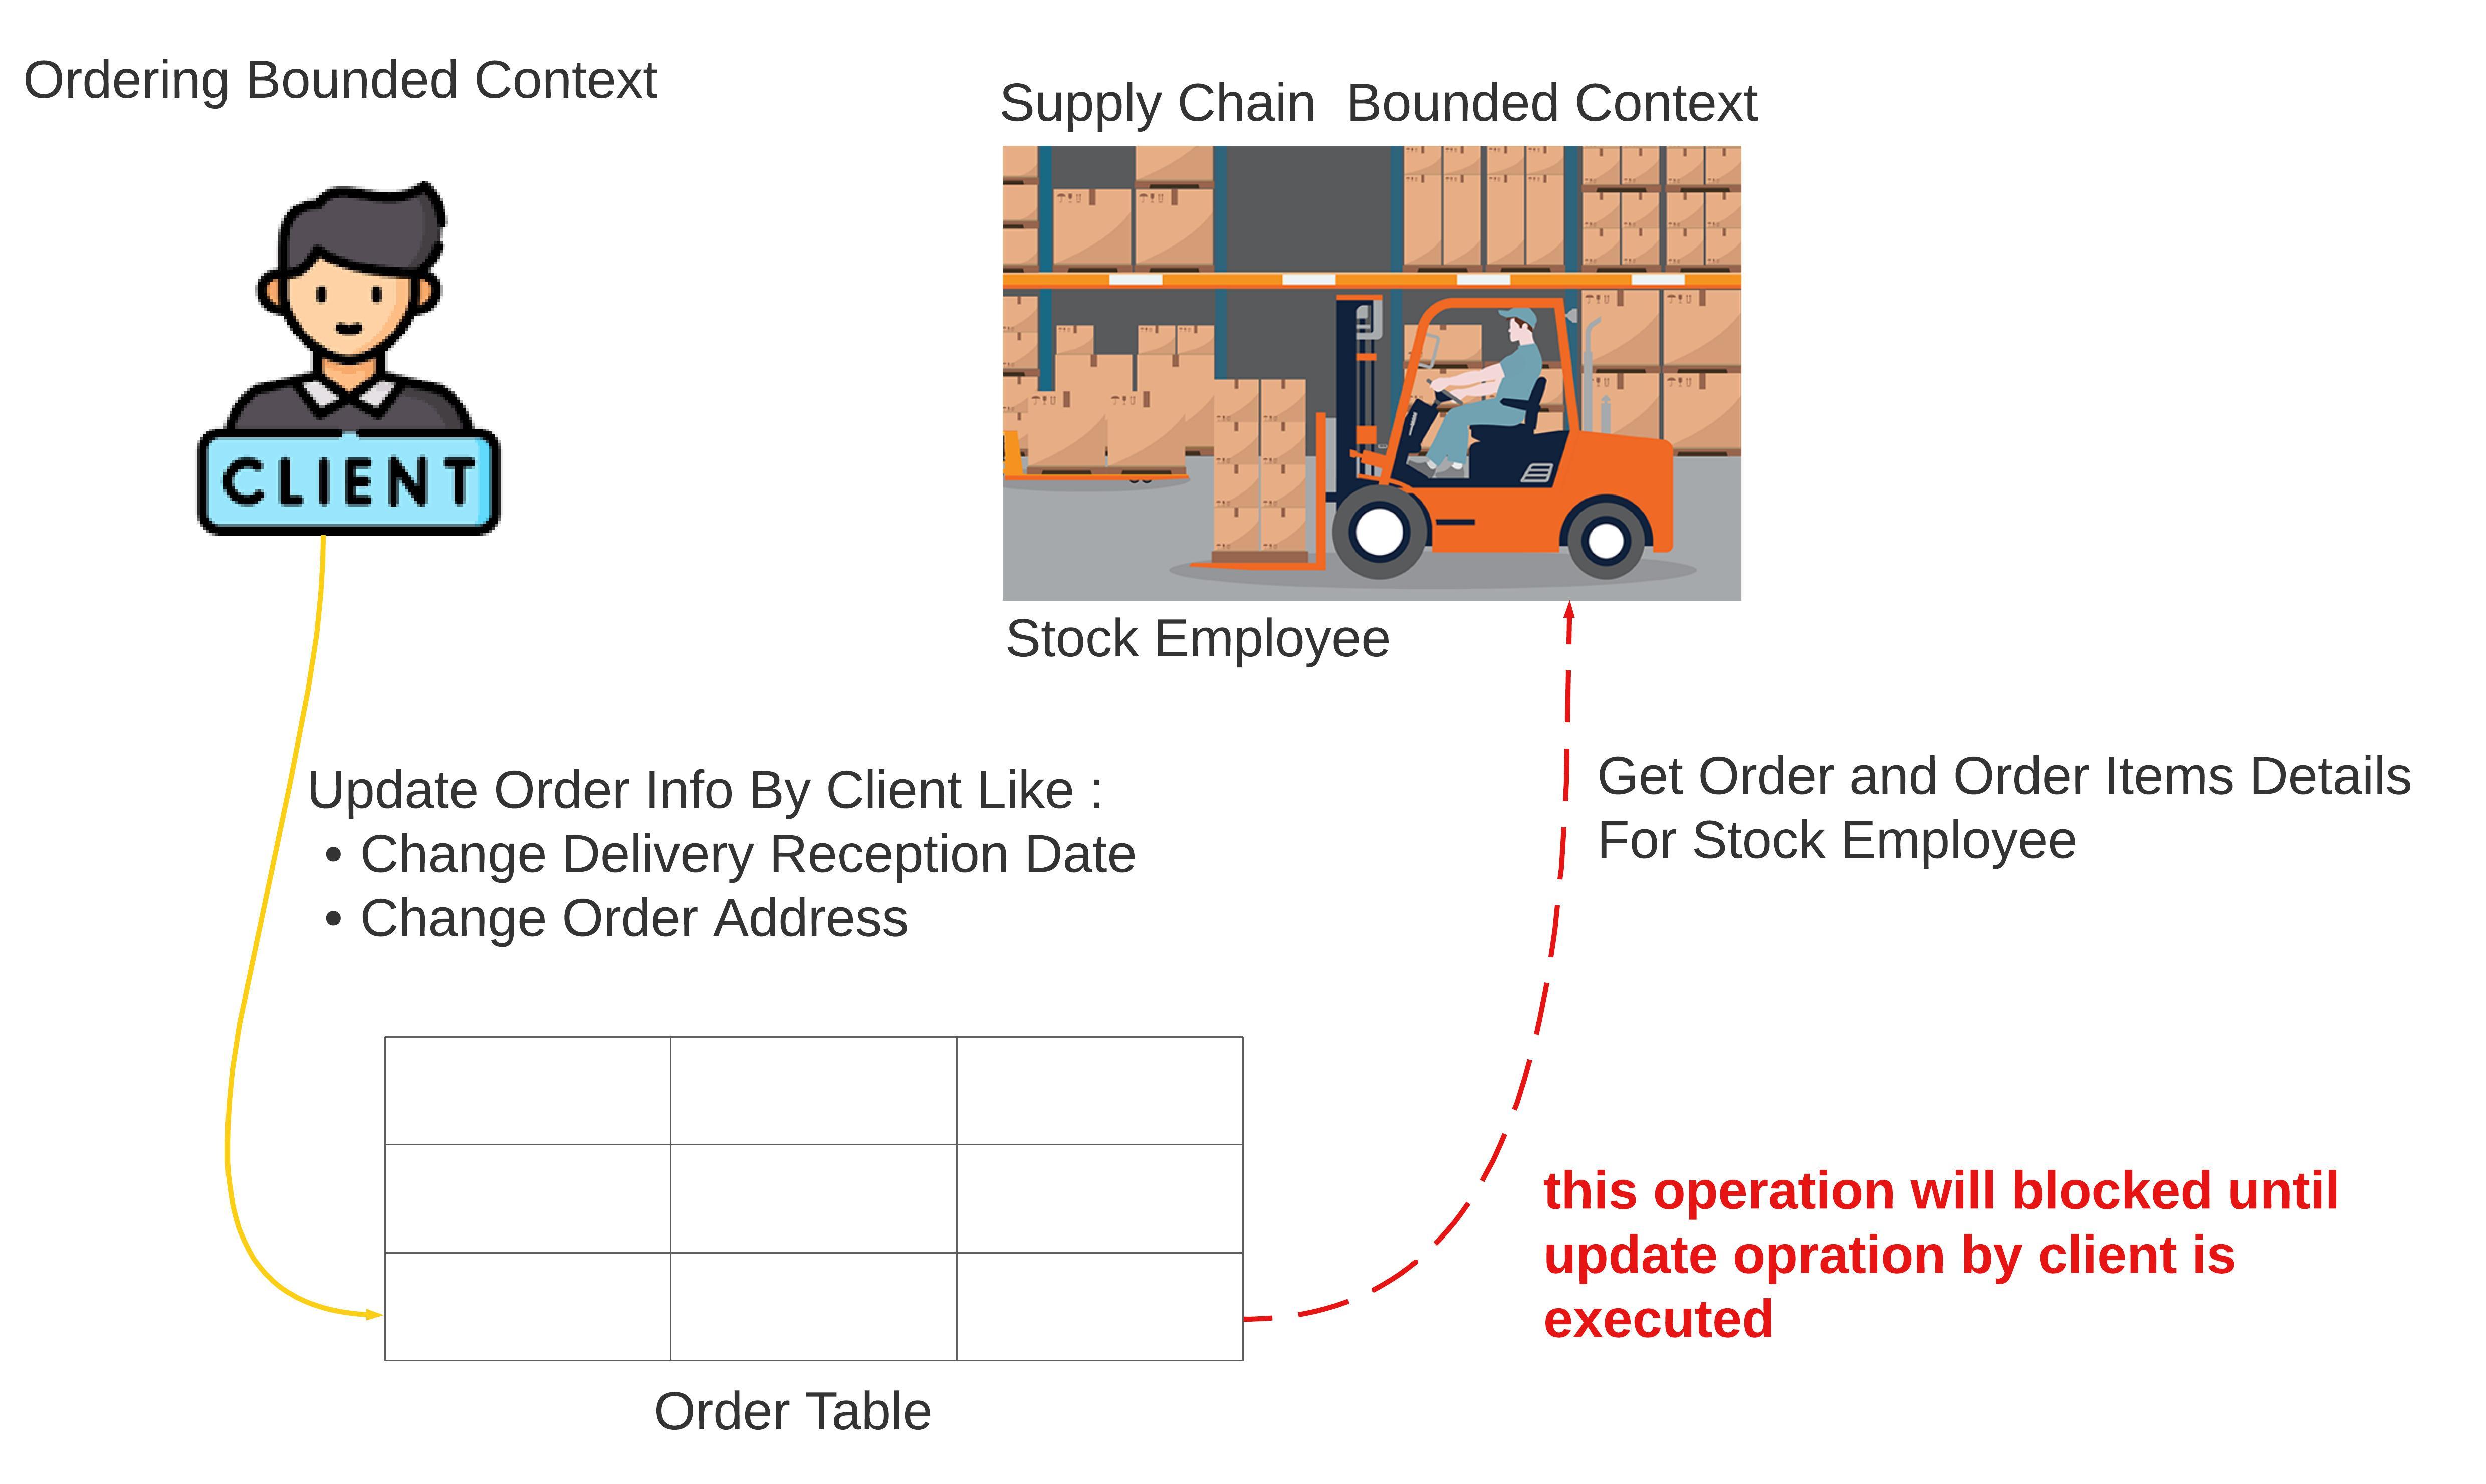 Ordering Bounded Context
Supply Chain  Bounded Context
CLIENT
Stock Employee
Update Order Info By Client Like :
• Change Delivery Reception Date
• Change Order Address
Get Order and Order Items Details
For Stock Employee
this operation will blocked until
update opration by client is
executed
Order Table